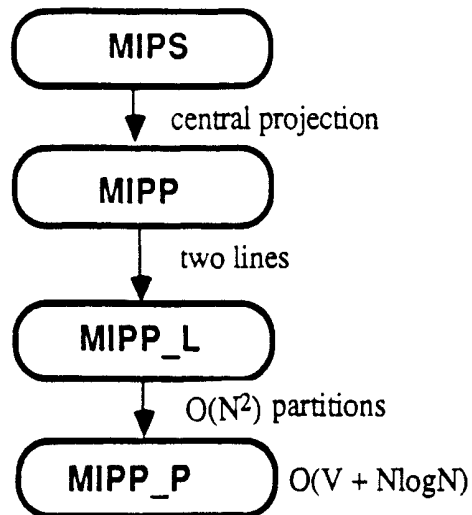 MIPS
central projection
MIPP
two lines
MIPP_L
O(N²) partitions
MIPP_P O(V + NlogN)